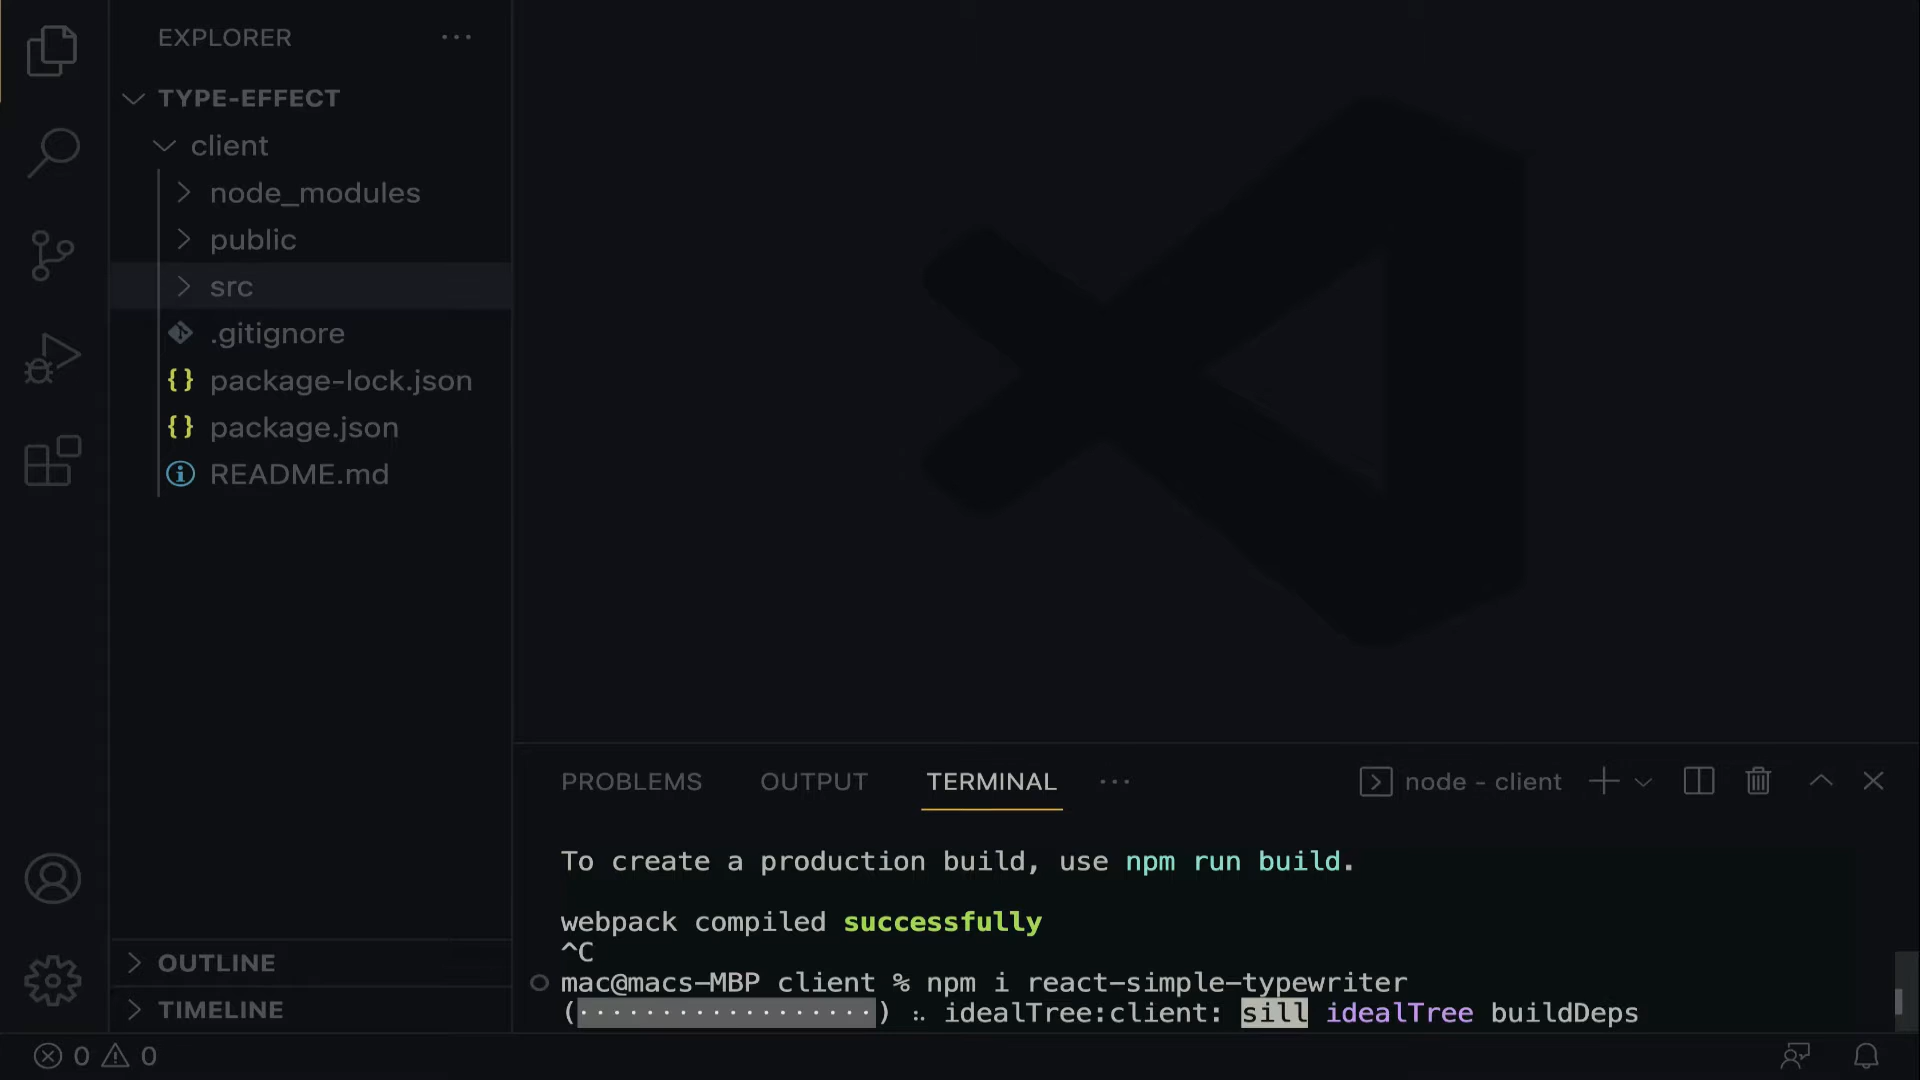 EXPLORER
TYPE-EFFECT
client
node_modules
public
src
.gitignore
{} package-lock.json
{} package.json
README.md
OUTLINE
TIMELINE
PROBLEMS OUTPUT TERMINAL ··· node - client
To create a production build, use npm run build.
webpack compiled successfully
^C
mac@macs-MBP client % npm i react-simple-typewriter
(··················) ⠦ idealTree:client: sill idealTree buildDeps
0 0